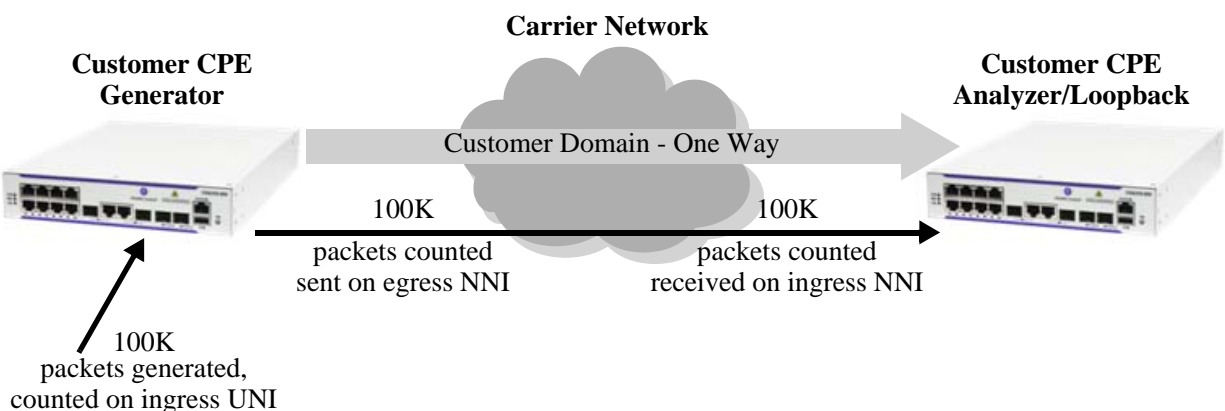 Carrier Network
Customer CPE
Generator
Customer CPE
Analyzer/Loopback
Customer Domain - One Way
100K
packets counted
sent on egress NNI
100K
packets counted
received on ingress NNI
100K
packets generated,
counted on ingress UNI